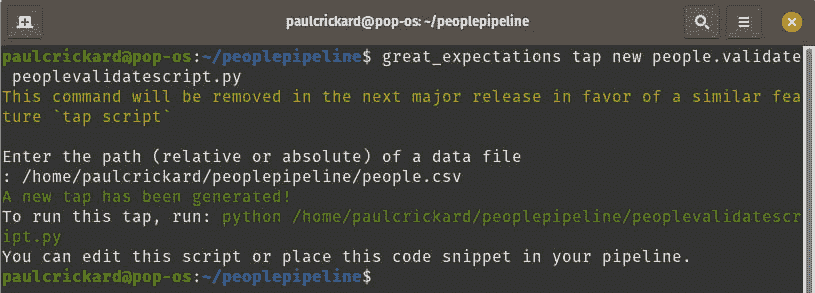 paulcrickard@pop-os: ~/peoplepipeline
paulcrickard@pop-os:~/peoplepipeline$ great_expectations tap new people.validate
peoplevalidatescript.py
This command will be removed in the next major release in favor of a similar fea
ture `tap script`
Enter the path (relative or absolute) of a data file
: /home/paulcrickard/peoplepipeline/people.csv
A new tap has been generated!
To run this tap, run: python /home/paulcrickard/peoplepipeline/peoplevalidatescr
ipt.py
You can edit this script or place this code snippet in your pipeline.
paulcrickard@pop-os:~/peoplepipeline$